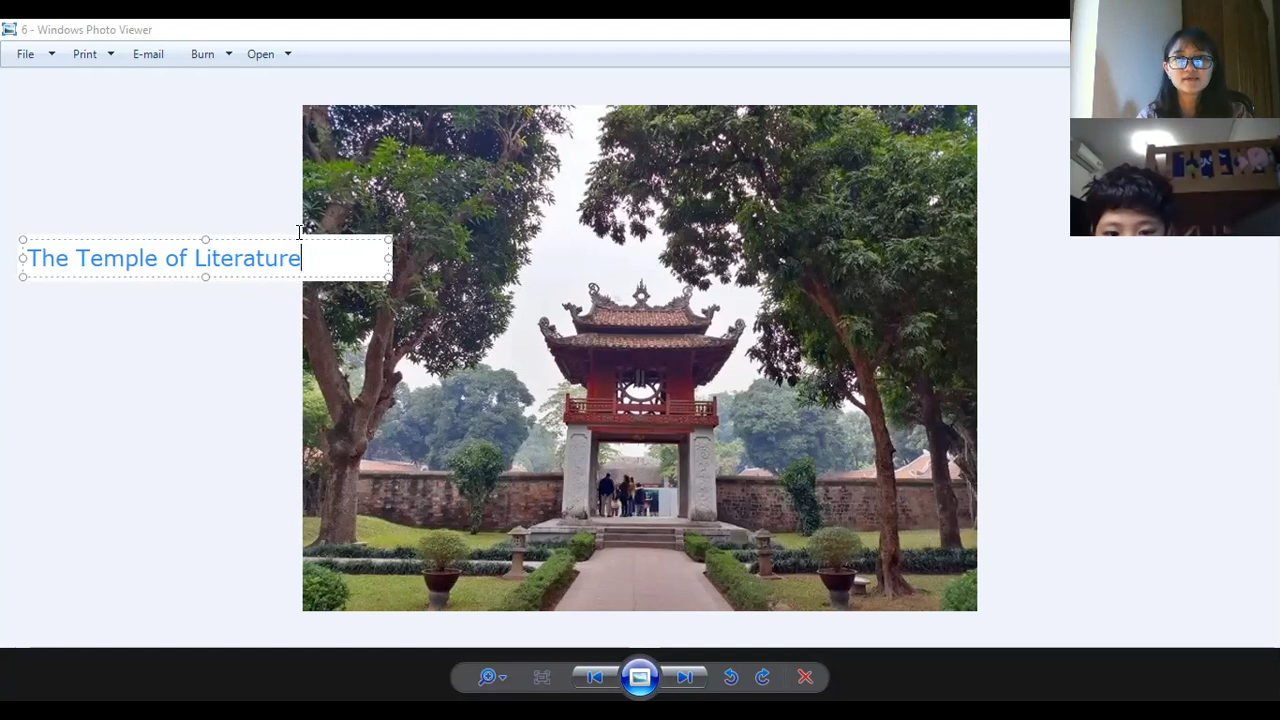 6 - Windows Photo Viewer
File Print E-mail Burn Open
The Temple of Literature